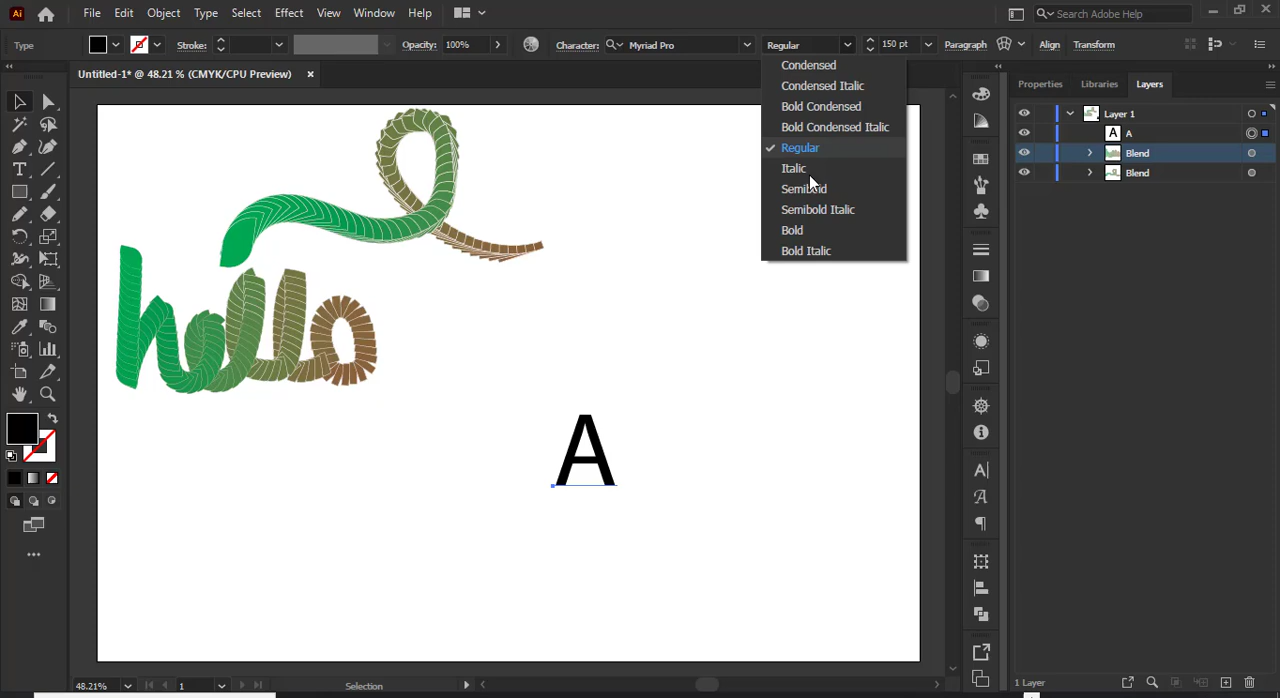 Ai File Edit Object Type Select Effect View Window Help Search Adobe Help
Type Stroke: Opacity: 100% Character: Myriad Pro Regular 150 pt Paragraph Align Transform
Untitled-1* @ 48.21 % (CMYK/CPU Preview)
Condensed
Condensed Italic
Bold Condensed
Bold Condensed Italic
Regular
Italic
Semibold
Semibold Italic
Bold
Bold Italic
Properties Libraries Layers
Layer 1
A A
Blend
Blend
hello
A
48.21% 1 Selection
1 Layer